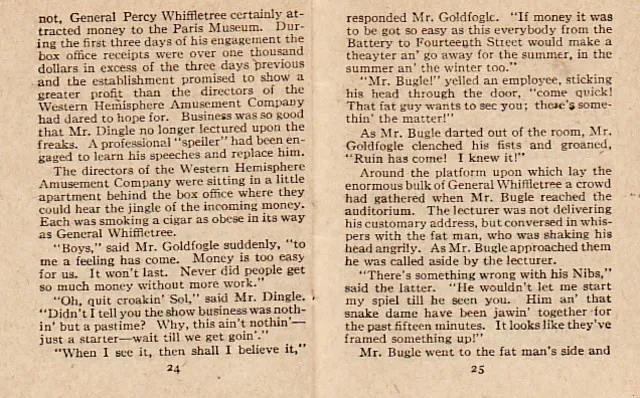 not, General Percy Whiffletree certainly at-
tracted money to the Paris Museum. Dur-
ing the first three days of his engagement the
box office receipts were over one thousand
dollars in excess of the three days previous
and the establishment promised to show a
greater profit than the directors of the
Western Hemisphere Amusement Company
had dared to hope for. Business was so good
that Mr. Dingle no longer lectured upon the
freaks. A professional "speiler" had been en-
gaged to learn his speeches and replace him.
The directors of the Western Hemisphere
Amusement Company were sitting in a little
apartment behind the box office where they
could hear the jingle of the incoming money.
Each was smoking a cigar as obese in its way
as General Whiffletree.
"Boys," said Mr. Goldfogle suddenly, "to
me a feeling has come. Money is too easy
for us. It won't last. Never did people get
so much money without more work."
"Oh, quit croakin' Sol," said Mr. Dingle.
"Didn't I tell you the show business was noth-
in' but a pastime? Why, this ain't nothin'—
just a starter—wait till we get goin'."
"When I see it, then shall I believe it,"
24
responded Mr. Goldfogle. "If money it was
to be got so easy as this everybody from the
Battery to Fourteenth Street would make a
theayter an' go away for the summer, in the
summer an' the winter too."
"Mr. Bugle!" yelled an employee, sticking
his head through the door, "come quick!
That fat guy wants to see you; there's some-
thin' the matter!"
As Mr. Bugle darted out of the room, Mr.
Goldfogle clenched his fists and groaned,
"Ruin has come! I knew it!"
Around the platform upon which lay the
enormous bulk of General Whiffletree a crowd
had gathered when Mr. Bugle reached the
auditorium. The lecturer was not delivering
his customary address, but conversed in whis-
pers with the fat man, who was shaking his
head angrily. As Mr. Bugle approached them
he was called aside by the lecturer.
"There's something wrong with his Nibs,"
said the latter. "He wouldn't let me start
my spiel till he seen you. Him an' that
snake dame have been jawin' together for
the past fifteen minutes. It looks like they've
framed something up!"
Mr. Bugle went to the fat man's side and
25